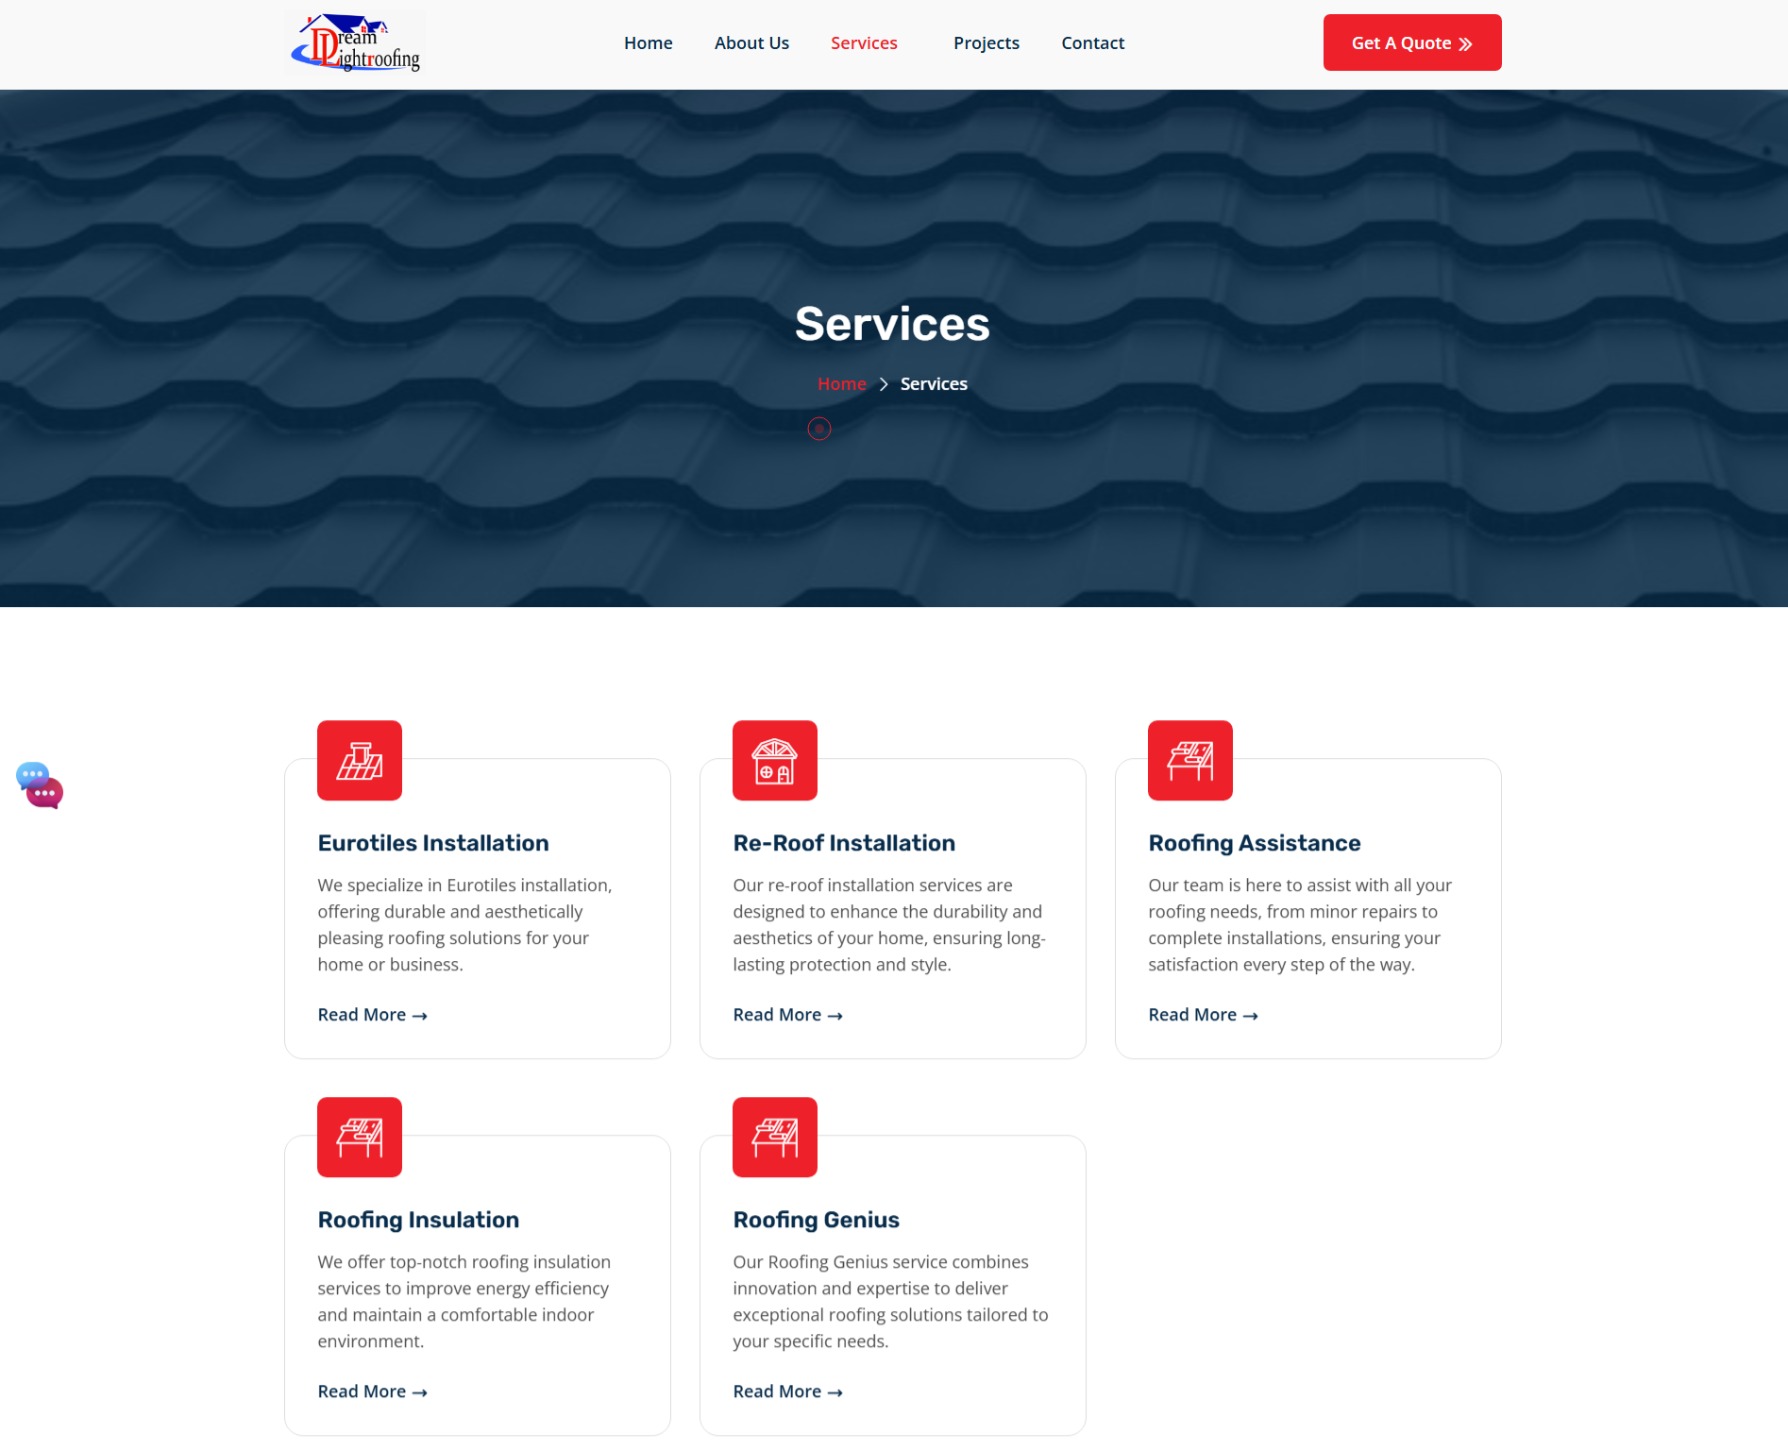 Dream
Lightroofing
Home
About Us
Services
Projects
Contact
Get A Quote
Services
Home
Services
Eurotiles Installation
We specialize in Eurotiles installation,
offering durable and aesthetically
pleasing roofing solutions for your
home or business.
Read More →
Re-Roof Installation
Our re-roof installation services are
designed to enhance the durability and
aesthetics of your home, ensuring long-
lasting protection and style.
Read More →
Roofing Assistance
Our team is here to assist with all your
roofing needs, from minor repairs to
complete installations, ensuring your
satisfaction every step of the way.
Read More →
Roofing Insulation
We offer top-notch roofing insulation
services to improve energy efficiency
and maintain a comfortable indoor
environment.
Read More →
Roofing Genius
Our Roofing Genius service combines
innovation and expertise to deliver
exceptional roofing solutions tailored to
your specific needs.
Read More →